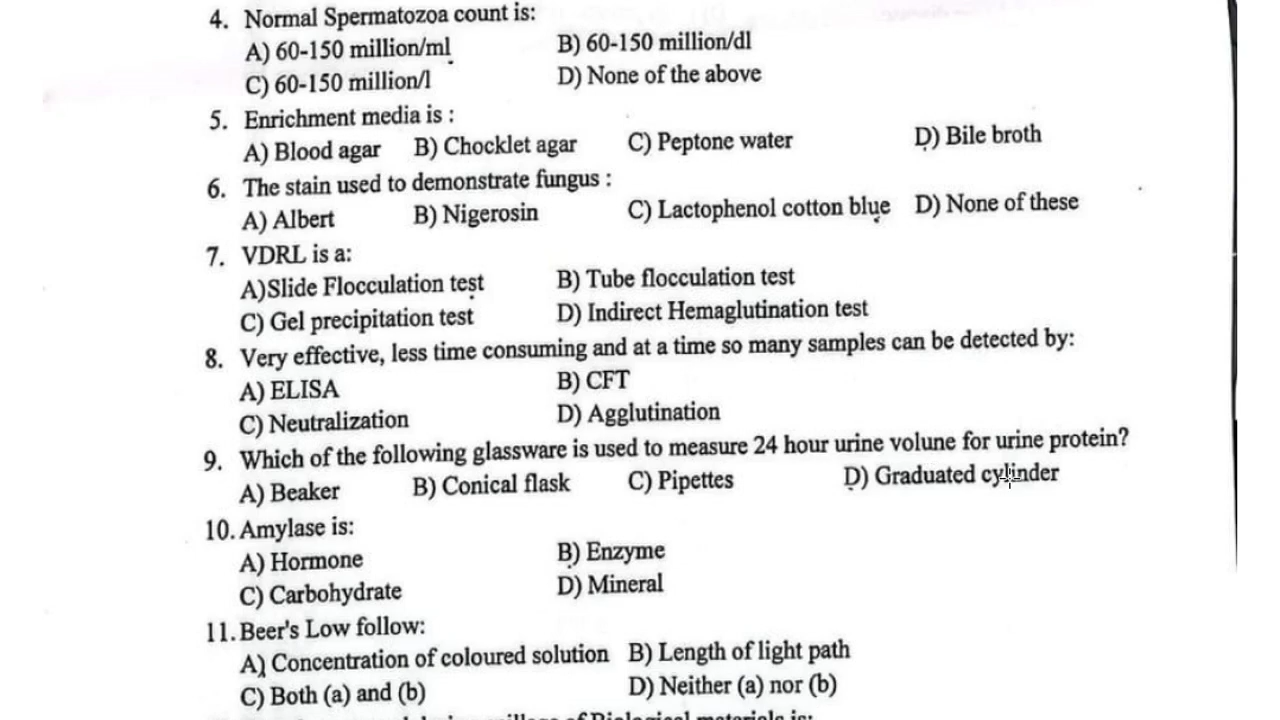 4. Normal Spermatozoa count is:
A) 60-150 million/ml B) 60-150 million/dl
C) 60-150 million/l D) None of the above
5. Enrichment media is :
A) Blood agar B) Chocklet agar C) Peptone water D) Bile broth
6. The stain used to demonstrate fungus :
A) Albert B) Nigerosin C) Lactophenol cotton blue D) None of these
7. VDRL is a:
A)Slide Flocculation test B) Tube flocculation test
C) Gel precipitation test D) Indirect Hemaglutination test
8. Very effective, less time consuming and at a time so many samples can be detected by:
A) ELISA B) CFT
C) Neutralization D) Agglutination
9. Which of the following glassware is used to measure 24 hour urine volune for urine protein?
A) Beaker B) Conical flask C) Pipettes D) Graduated cylinder
10. Amylase is:
A) Hormone B) Enzyme
C) Carbohydrate D) Mineral
11. Beer's Low follow:
A) Concentration of coloured solution B) Length of light path
C) Both (a) and (b) D) Neither (a) nor (b)
of Biological materials is: